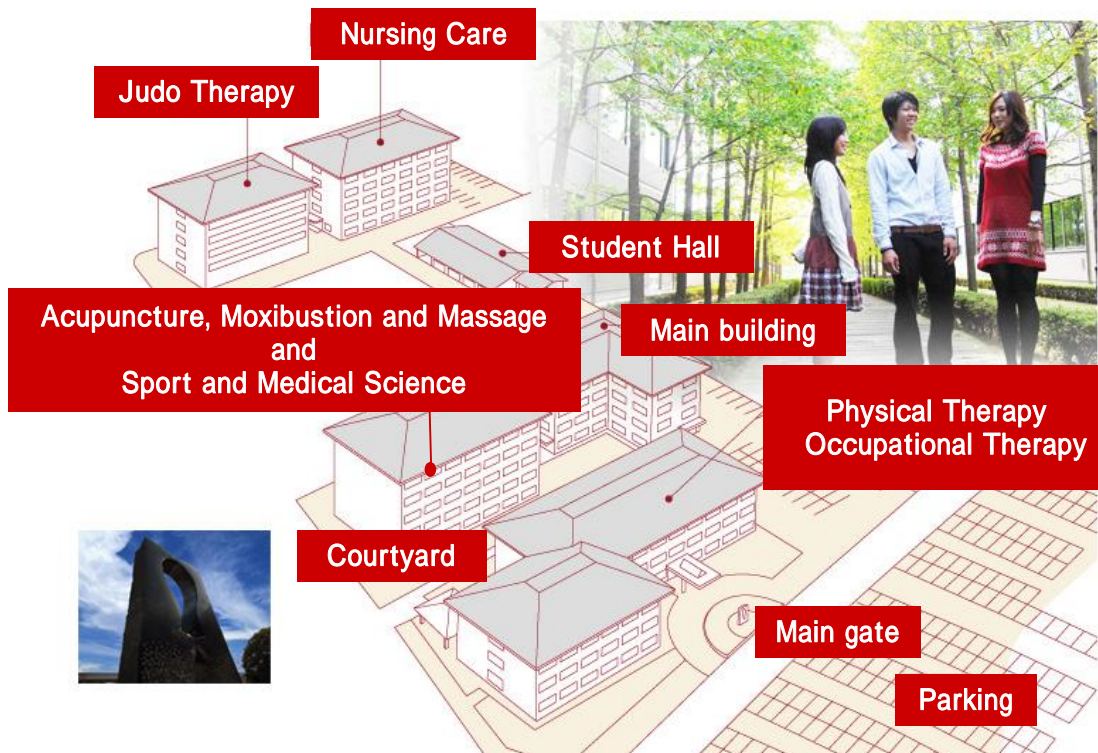 Nursing Care
Judo Therapy
Student Hall
Acupuncture, Moxibustion and Massage
and
Sport and Medical Science
Main building
Physical Therapy
Occupational Therapy
Courtyard
Main gate
Parking